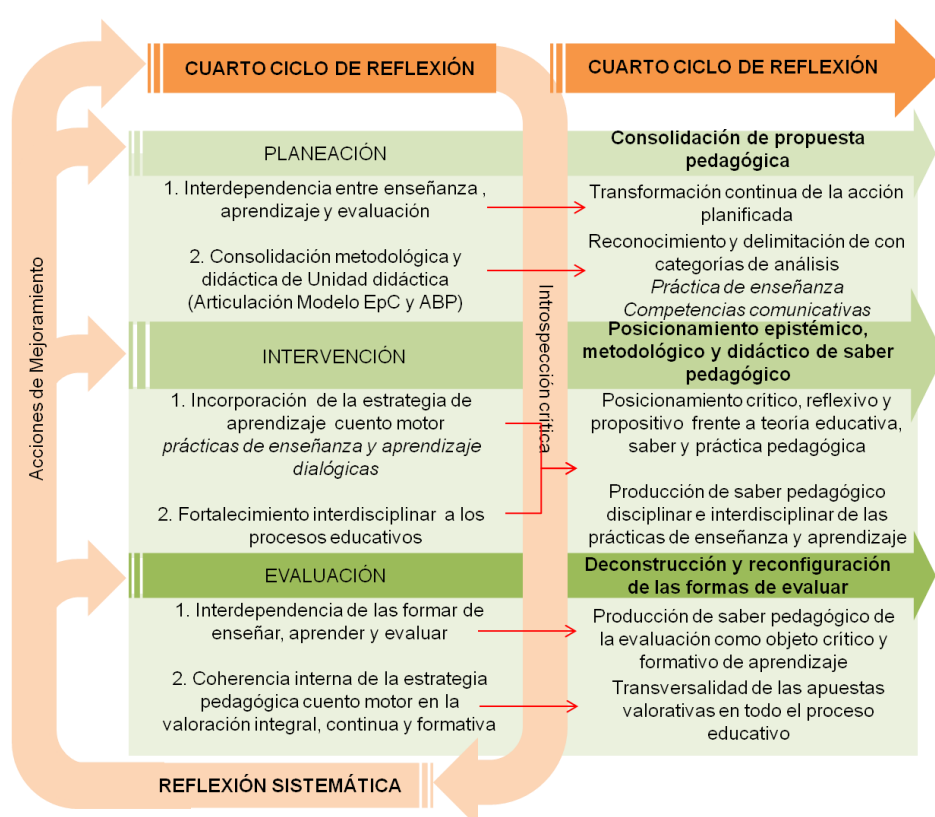 CUARTO CICLO DE REFLEXIÓN
CUARTO CICLO DE REFLEXIÓN
PLANEACIÓN
Consolidación de propuesta
pedagógica
1. Interdependencia entre enseñanza ,
aprendizaje y evaluación
Transformación continua de la acción
planificada
2. Consolidación metodológica y
didáctica de Unidad didáctica
(Articulación Modelo EpC y ABP)
Reconocimiento y delimitación de con
categorías de análisis
Práctica de enseñanza
Competencias comunicativas
INTERVENCIÓN
Posicionamiento epistémico,
metodológico y didáctico de saber
pedagógico
1. Incorporación de la estrategia de
aprendizaje cuento motor
prácticas de enseñanza y aprendizaje
dialógicas
2. Fortalecimiento interdisciplinar a los
procesos educativos
Posicionamiento crítico, reflexivo y
propositivo frente a teoría educativa,
saber y práctica pedagógica
Producción de saber pedagógico
disciplinar e interdisciplinar de las
prácticas de enseñanza y aprendizaje
EVALUACIÓN
Deconstrucción y reconfiguración
de las formas de evaluar
1. Interdependencia de las formar de
enseñar, aprender y evaluar
Producción de saber pedagógico de
la evaluación como objeto crítico y
formativo de aprendizaje
2. Coherencia interna de la estrategia
pedagógica cuento motor en la
valoración integral, continua y formativa
Transversalidad de las apuestas
valorativas en todo el proceso
educativo
REFLEXIÓN SISTEMÁTICA
Acciones de Mejoramiento
Introspección crítica